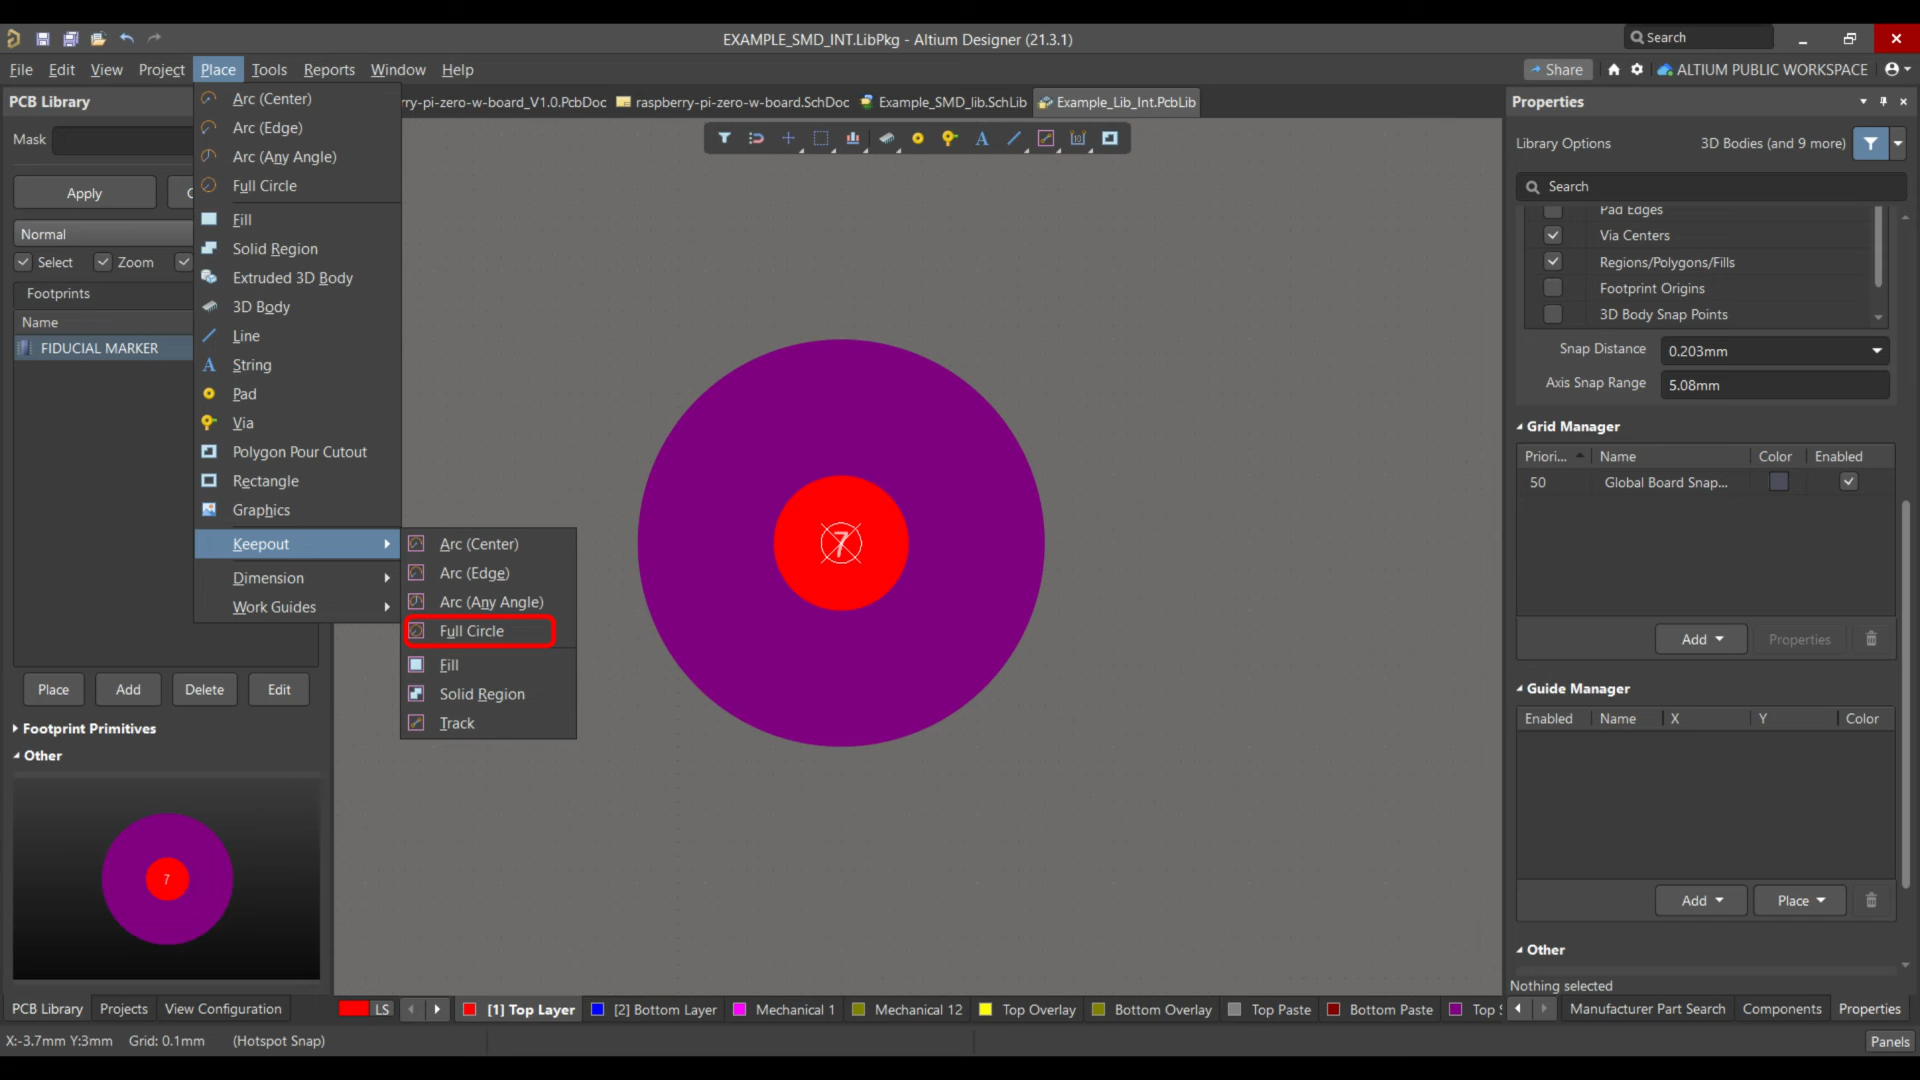 EXAMPLE_SMD_INT.LibPkg - Altium Designer (21.3.1)
Search
File Edit View Project Place Tools Reports Window Help
Share
ALTIUM PUBLIC WORKSPACE
PCB Library
Mask
Apply
Normal
Select Zoom
Footprints
Name
FIDUCIAL MARKER
Place Add Delete Edit
Footprint Primitives
Other
7
PCB Library Projects View Configuration
Arc (Center)
Arc (Edge)
Arc (Any Angle)
Full Circle
Fill
Solid Region
Extruded 3D Body
3D Body
Line
String
Pad
Via
Polygon Pour Cutout
Rectangle
Graphics
Keepout
Dimension
Work Guides
Arc (Center)
Arc (Edge)
Arc (Any Angle)
Full Circle
Fill
Solid Region
Track
rry-pi-zero-w-board_V1.0.PcbDoc raspberry-pi-zero-w-board.SchDoc Example_SMD_lib.SchLib Example_Lib_Int.PcbLib
7
LS [1] Top Layer [2] Bottom Layer Mechanical 1 Mechanical 12 Top Overlay Bottom Overlay Top Paste Bottom Paste Top
Properties
Library Options 3D Bodies (and 9 more)
Search
Pad Edges
Via Centers
Regions/Polygons/Fills
Footprint Origins
3D Body Snap Points
Snap Distance 0.203mm
Axis Snap Range 5.08mm
Grid Manager
Priori... Name Color Enabled
50 Global Board Snap...
Add Properties
Guide Manager
Enabled Name X Y Color
Add Place
Other
Nothing selected
Manufacturer Part Search Components Properties
X:-3.7mm Y:3mm Grid: 0.1mm (Hotspot Snap)
Panels